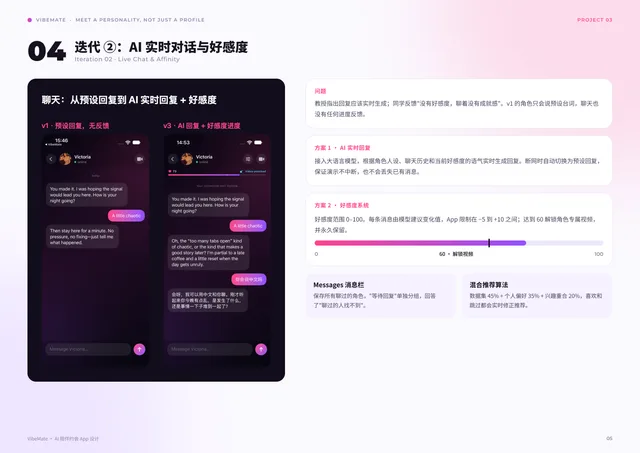 VIBEMATE · MEET A PERSONALITY, NOT JUST A PROFILE
PROJECT 03
04
迭代 ②：AI 实时对话与好感度
Iteration 02 · Live Chat & Affinity
聊天：从预设回复到 AI 实时回复 + 好感度
v1 · 预设回复，无反馈
v3 · AI 回复 + 好感度进度
15:46
Victoria
online
You made it. I was hoping the signal
would lead you here. How is your
night going?
A little chaotic
Then stay here for a minute. No
pressure, no fixing—just tell me
what happened.
Message Victoria...
14:53
Victoria
online
You made it. I was hoping the signal
would lead you here. How is your
night going?
A little chaotic
Oh, the "too many tabs open" kind
of chaotic, or the kind that makes a
good story later? I'm partial to a late
coffee and a little reset when the
day gets unruly.
Message Victoria...
问题
教授指出回复应该实时生成；同学反馈“没有好感度，聊着没有成就感”。v1 的角色只会说预设台词，聊天也
没有任何进度反馈。
方案 1 · AI 实时回复
接入大语言模型，根据角色人设、聊天历史和当前好感度的语气实时生成回复。断网时自动切换为预设回复，
保证演示不中断，也不会丢失已有消息。
方案 2 · 好感度系统
好感度范围 0–100。每条消息由模型建议变化值，App 限制在 −5 到 +10 之间；达到 60 解锁角色专属视频，
并永久保留。
0
60 · 解锁视频
100
Messages 消息栏
保存所有聊过的角色，“等待回复”单独分组，回答
了“聊过的人找不到”。
混合推荐算法
数据集 45% + 个人偏好 35% + 兴趣重合 20%，喜欢和
跳过都会实时修正推荐。
VibeMate · AI 陪伴约会 App 设计
06